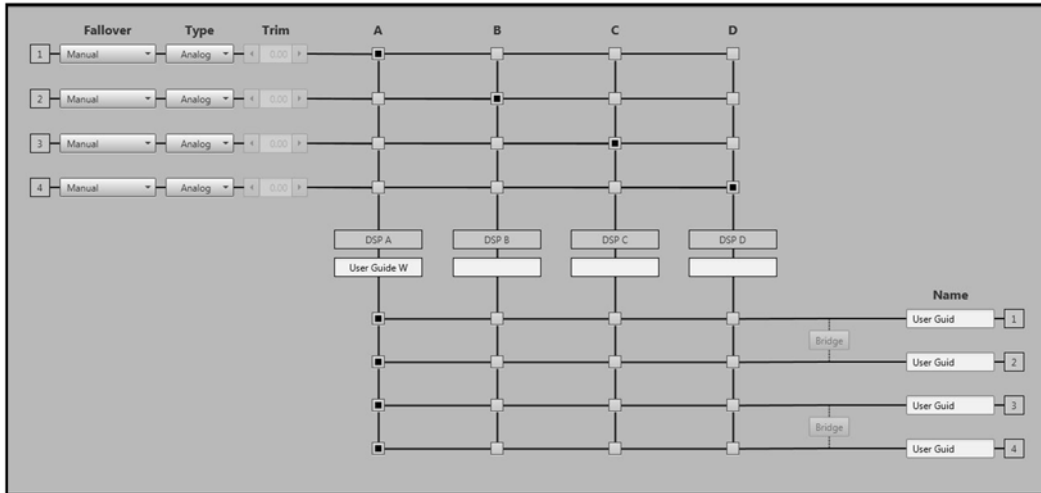 Fallover Type Trim A B C D
1 Manual Analog 0.00
2 Manual Analog 0.00
3 Manual Analog 0.00
4 Manual Analog 0.00
DSP A DSP B DSP C DSP D
User Guide W
Name
User Guid 1
Bridge
User Guid 2
User Guid 3
Bridge
User Guid 4